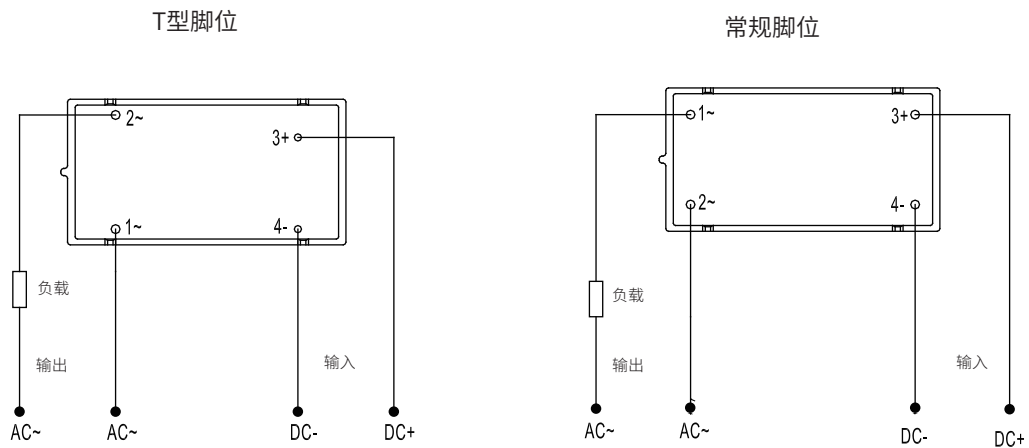 T型脚位
2~
3+
1~
4-
负载
输出
输入
AC~
AC~
DC-
DC+
常规脚位
1~
3+
2~
4-
负载
输出
输入
AC~
AC~
DC-
DC+